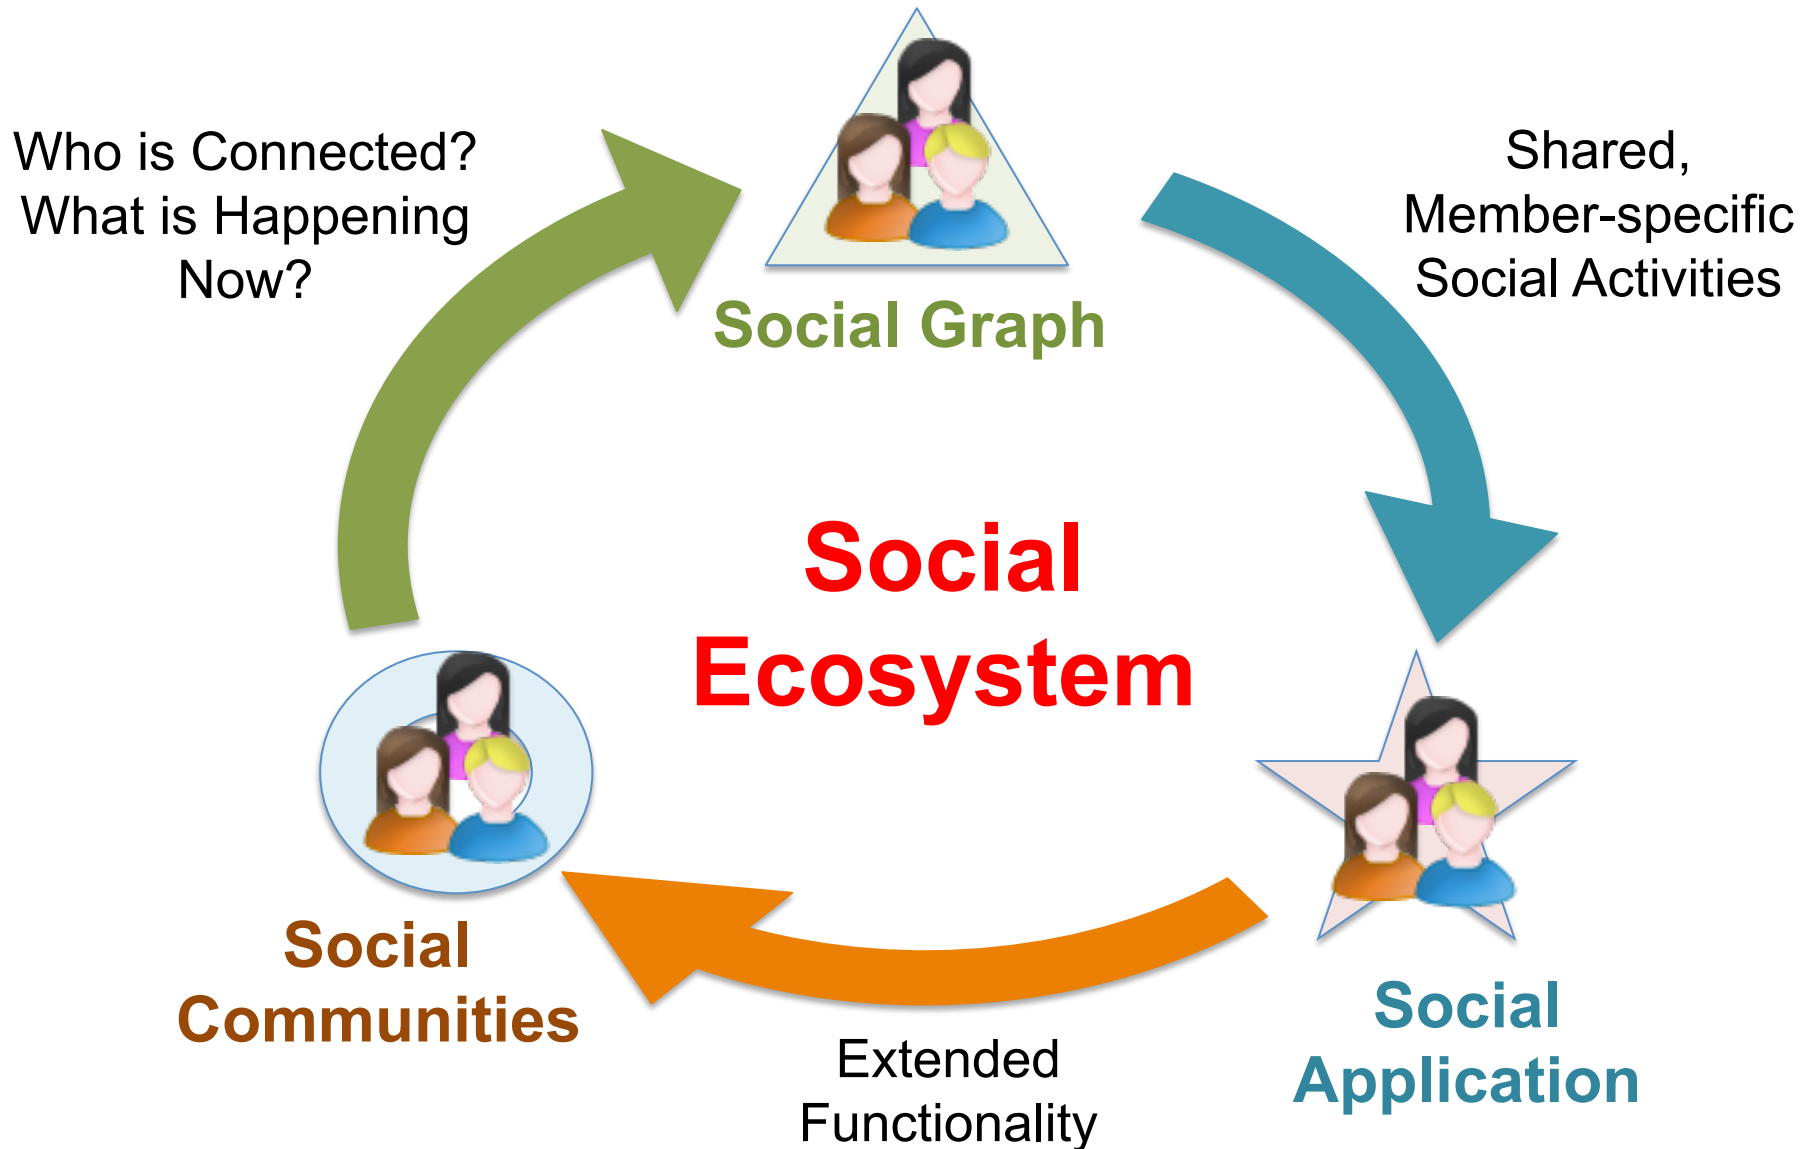 Who is Connected?
What is Happening
Now?
Social Graph
Shared,
Member-specific
Social Activities
Social
Ecosystem
Social
Communities
Extended
Functionality
Social
Application